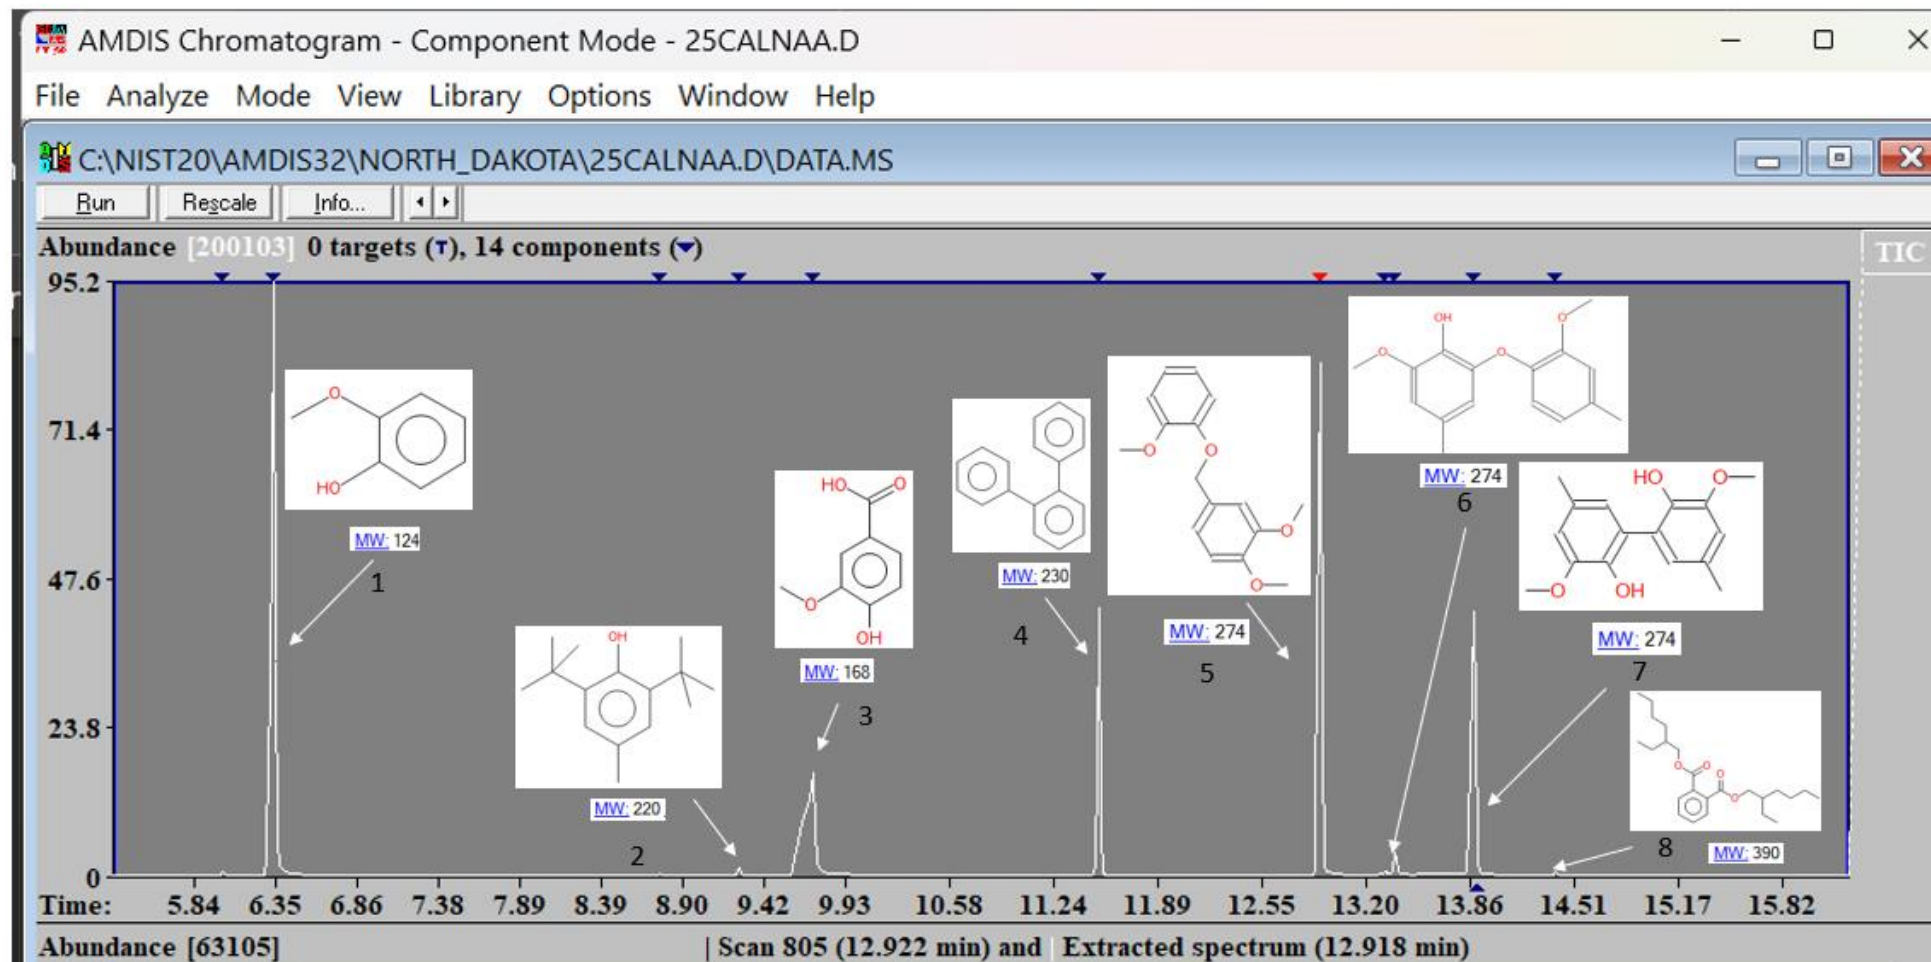 AMDIS Chromatogram - Component Mode - 25CALNAA.D
File Analyze Mode View Library Options Window Help
C:\NIST20\AMDIS32\NORTH_DAKOTA\25CALNAA.D\DATA.MS
Run Rescale Info...
Abundance [200103] 0 targets (T), 14 components (▼)
TIC
95.2
71.4
47.6
23.8
0
O
HO
MW: 124
1
OH
MW: 220
2
HO O
O
OH
MW: 168
3
MW: 230
4
O
O
O
O
MW: 274
5
OH O
O O
MW: 274
6
HO O
O OH
MW: 274
7
O O
O O
8 MW: 390
Time: 5.84 6.35 6.86 7.38 7.89 8.39 8.90 9.42 9.93 10.58 11.24 11.89 12.55 13.20 13.86 14.51 15.17 15.82
Abundance [63105] | Scan 805 (12.922 min) and | Extracted spectrum (12.918 min)